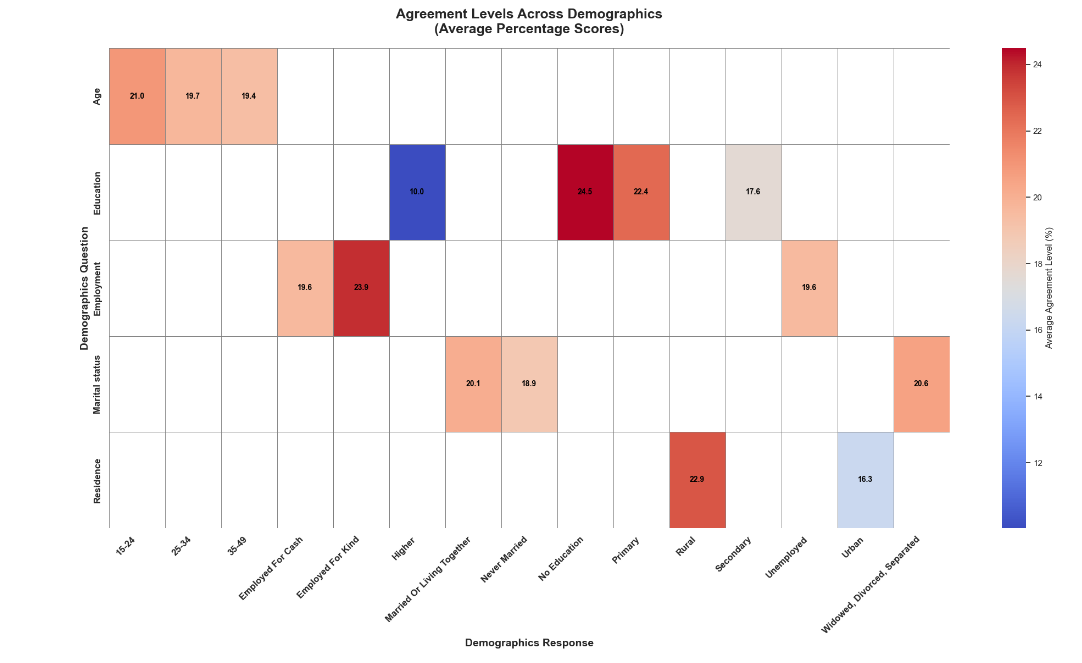 Agreement Levels Across Demographics
(Average Percentage Scores)
Demographics Question
Age
21.0 19.7 19.4
Education
10.0 24.5 22.4 17.6
Employment
19.6 23.9 19.6
Marital status
20.1 18.9 20.6
Residence
22.9 16.3
15-24
25-34
35-49
Employed For Cash
Employed For Kind
Higher
Married Or Living Together
Never Married
No Education
Primary
Rural
Secondary
Unemployed
Urban
Widowed, Divorced, Separated
Demographics Response
24
22
20
18
16
14
12
Average Agreement Level (%)